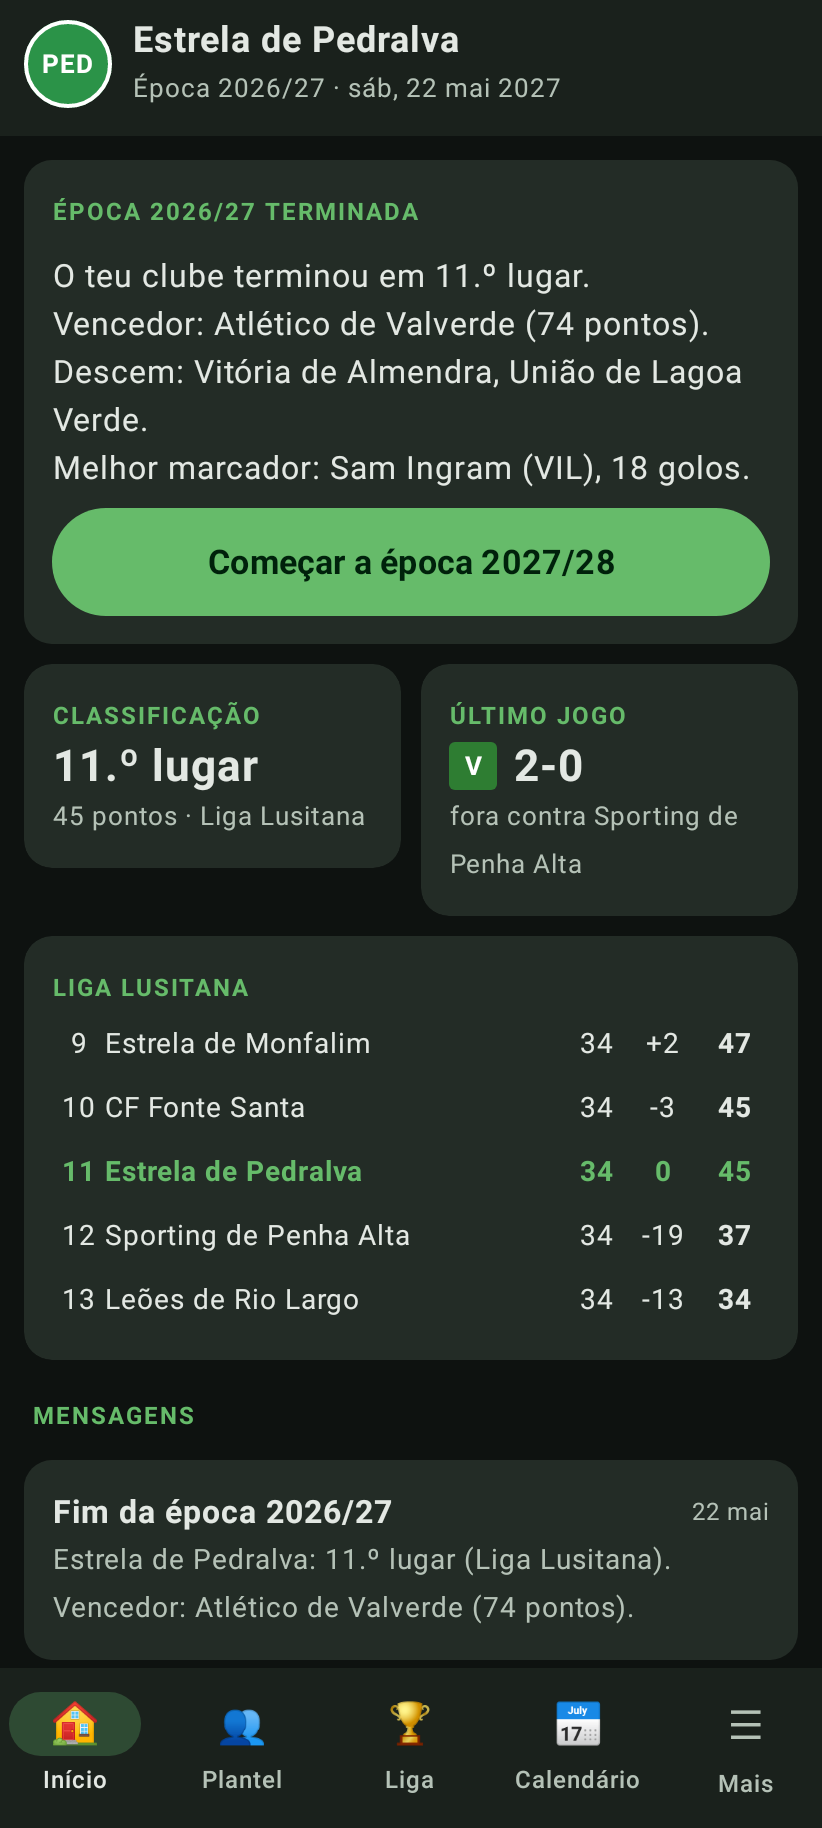 PED
Estrela de Pedralva
Época 2026/27 · sáb, 22 mai 2027
ÉPOCA 2026/27 TERMINADA
O teu clube terminou em 11.º lugar.
Vencedor: Atlético de Valverde (74 pontos).
Descem: Vitória de Almendra, União de Lagoa
Verde.
Melhor marcador: Sam Ingram (VIL), 18 golos.
Começar a época 2027/28
CLASSIFICAÇÃO
11.º lugar
45 pontos · Liga Lusitana
ÚLTIMO JOGO
V 2-0
fora contra Sporting de
Penha Alta
LIGA LUSITANA
9 Estrela de Monfalim 34 +2 47
10 CF Fonte Santa 34 -3 45
11 Estrela de Pedralva 34 0 45
12 Sporting de Penha Alta 34 -19 37
13 Leões de Rio Largo 34 -13 34
MENSAGENS
Fim da época 2026/27 22 mai
Estrela de Pedralva: 11.º lugar (Liga Lusitana).
Vencedor: Atlético de Valverde (74 pontos).
July
17
Início Plantel Liga Calendário Mais